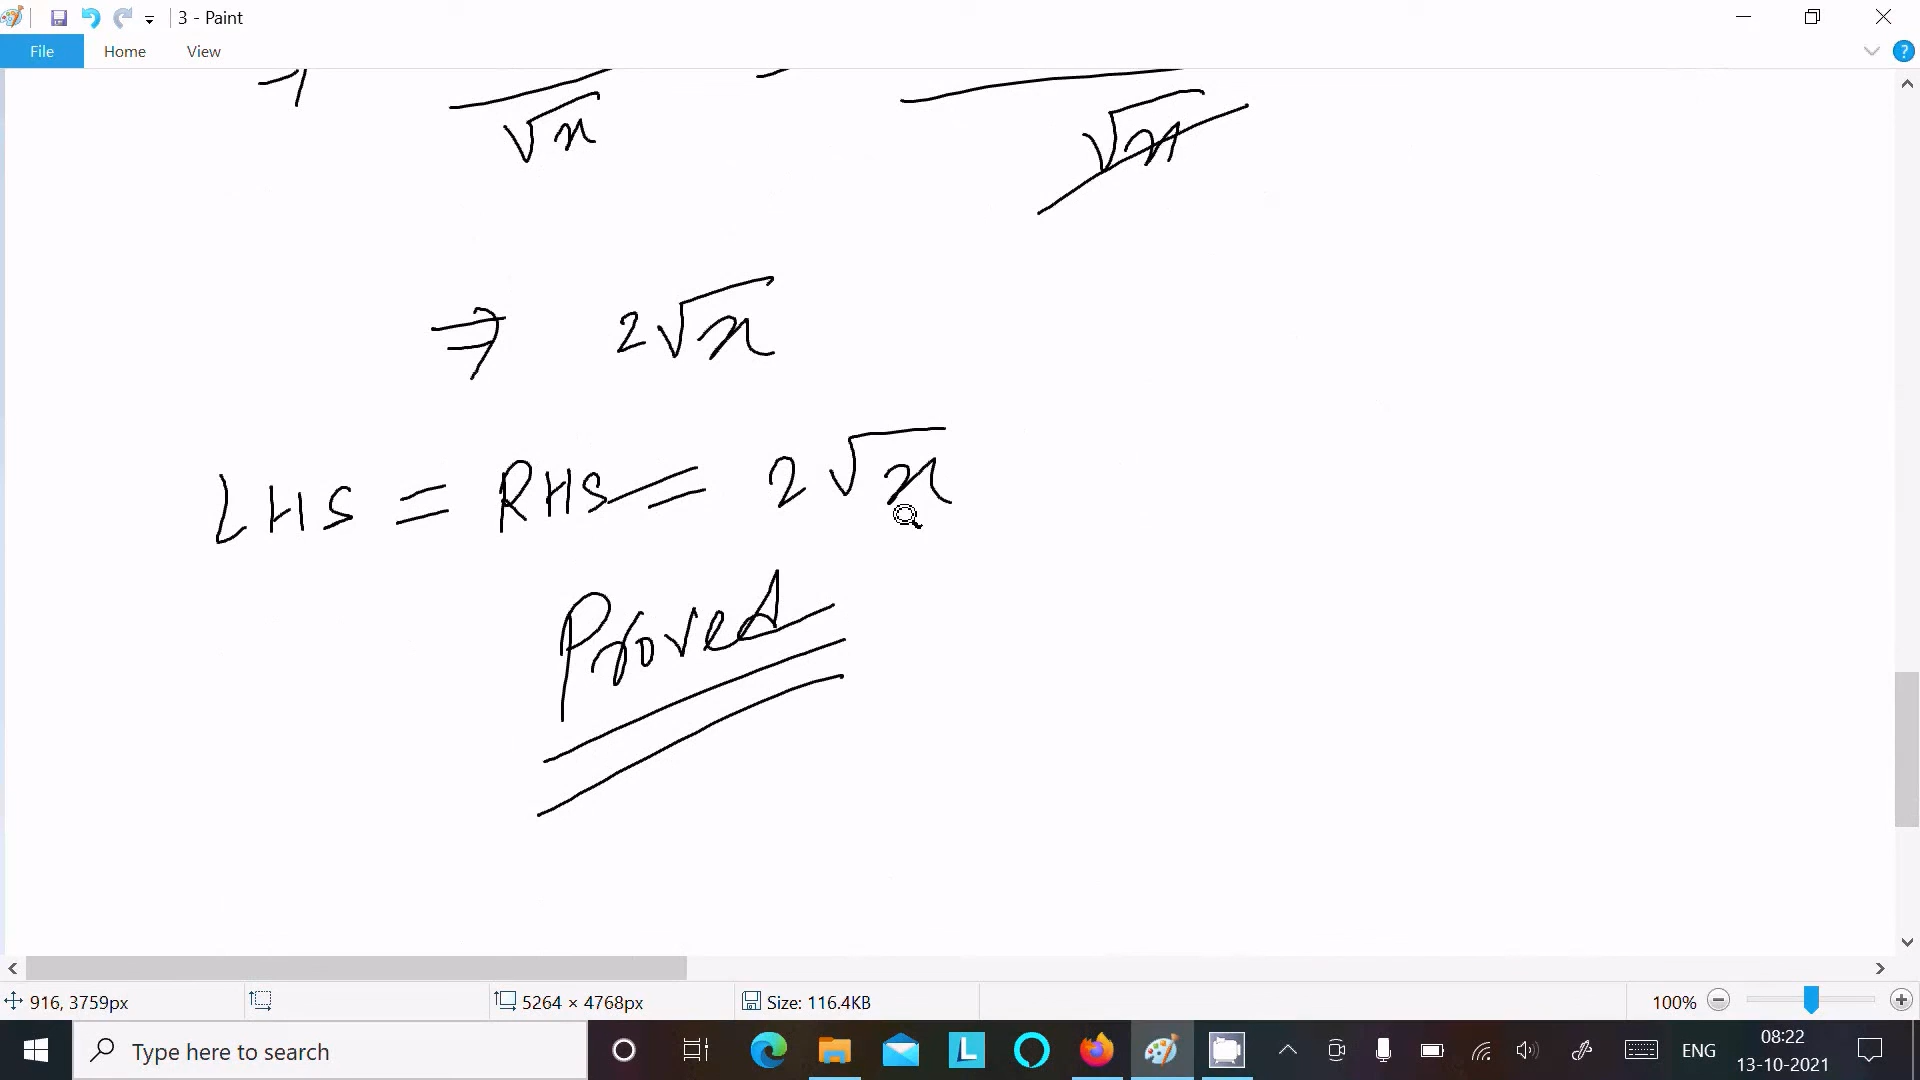 3 - Paint
File Home View
⇒ √x = √x
⇒ 2√x
LHS = RHS = 2√x
Proved
916, 3759px 5264 × 4768px Size: 116.4KB 100%
Type here to search L ENG 08:22
13-10-2021